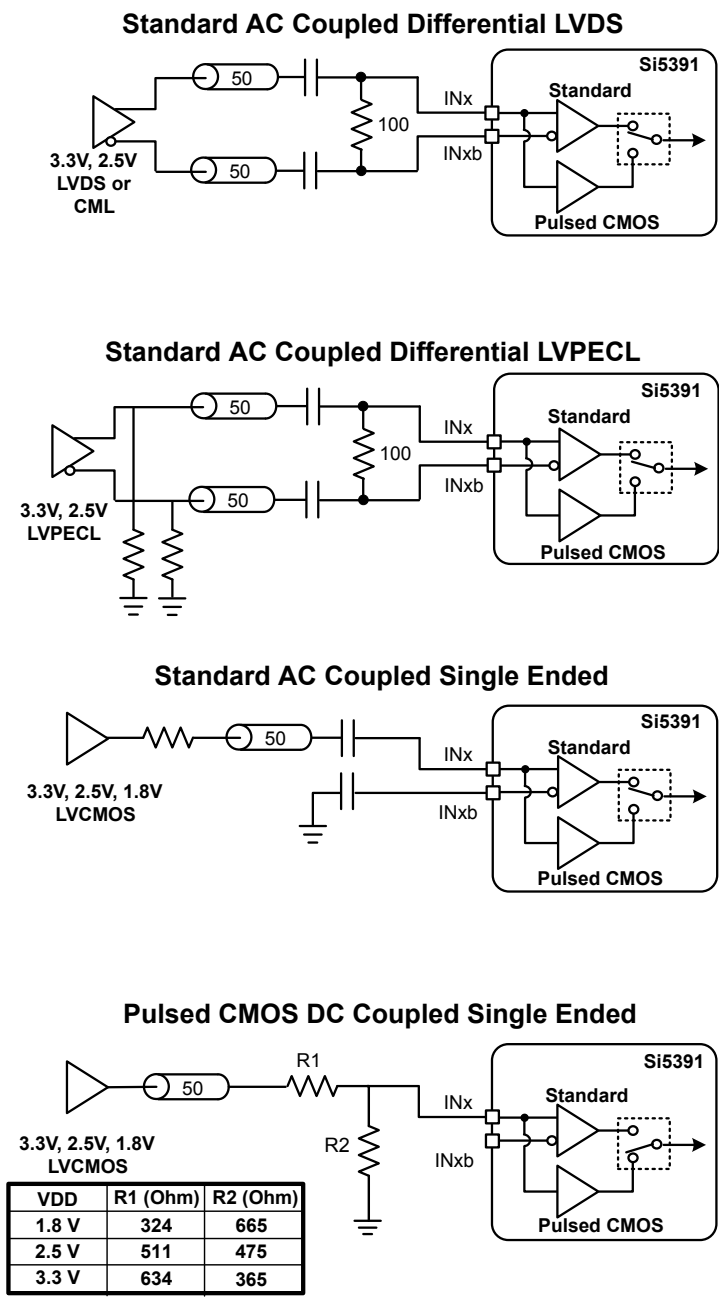 Standard AC Coupled Differential LVDS
Si5391
50
INx
Standard
100
3.3V, 2.5V
LVDS or
CML
50
INxb
Pulsed CMOS
Standard AC Coupled Differential LVPECL
Si5391
50
INx
Standard
100
3.3V, 2.5V
LVPECL
50
INxb
Pulsed CMOS
Standard AC Coupled Single Ended
Si5391
50
INx
Standard
3.3V, 2.5V, 1.8V
LVCMOS
INxb
Pulsed CMOS
Pulsed CMOS DC Coupled Single Ended
Si5391
50
R1
INx
Standard
3.3V, 2.5V, 1.8V
LVCMOS
R2
INxb
Pulsed CMOS
VDD R1 (Ohm) R2 (Ohm)
1.8 V 324 665
2.5 V 511 475
3.3 V 634 365